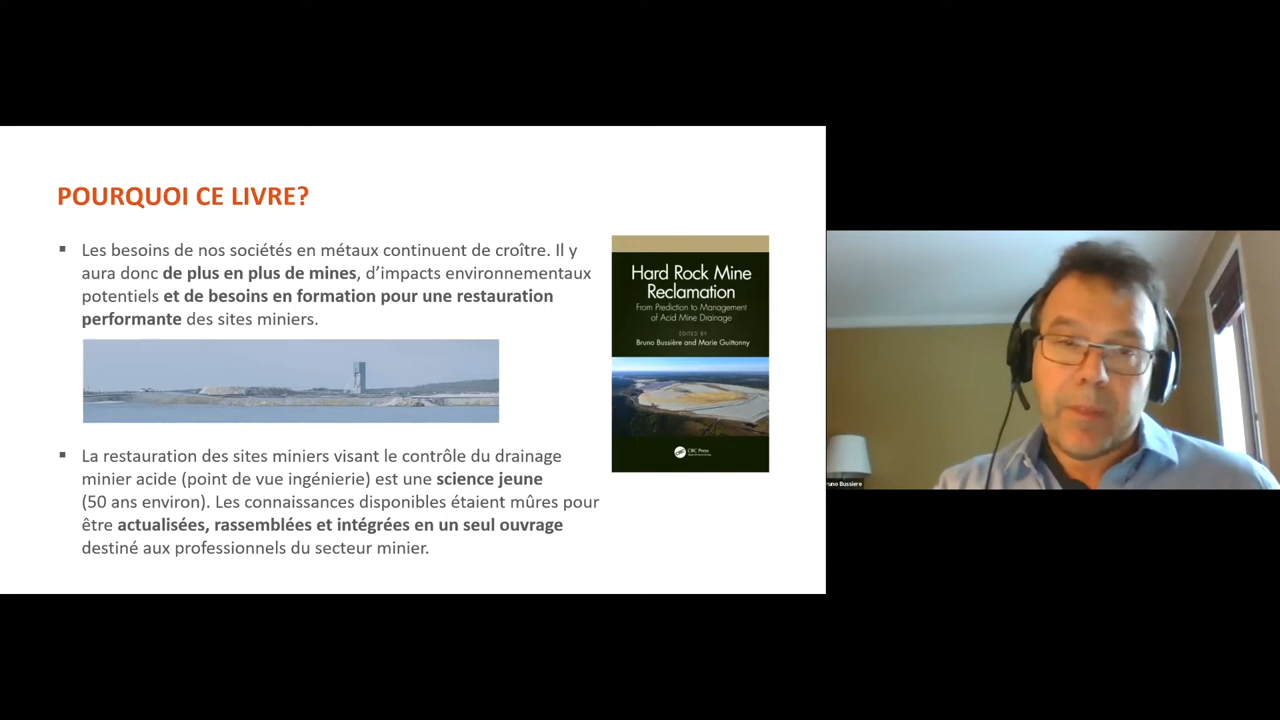 POURQUOI CE LIVRE?
▪ Les besoins de nos sociétés en métaux continuent de croître. Il y
aura donc de plus en plus de mines, d'impacts environnementaux
potentiels et de besoins en formation pour une restauration
performante des sites miniers.
▪ La restauration des sites miniers visant le contrôle du drainage
minier acide (point de vue ingénierie) est une science jeune
(50 ans environ). Les connaissances disponibles étaient mûres pour
être actualisées, rassemblées et intégrées en un seul ouvrage
destiné aux professionnels du secteur minier.
Hard Rock Mine
Reclamation
From Prediction to Management
of Acid Mine Drainage
EDITED BY
Bruno Bussière and Marie Guittonny
CRC Press
Bussiere